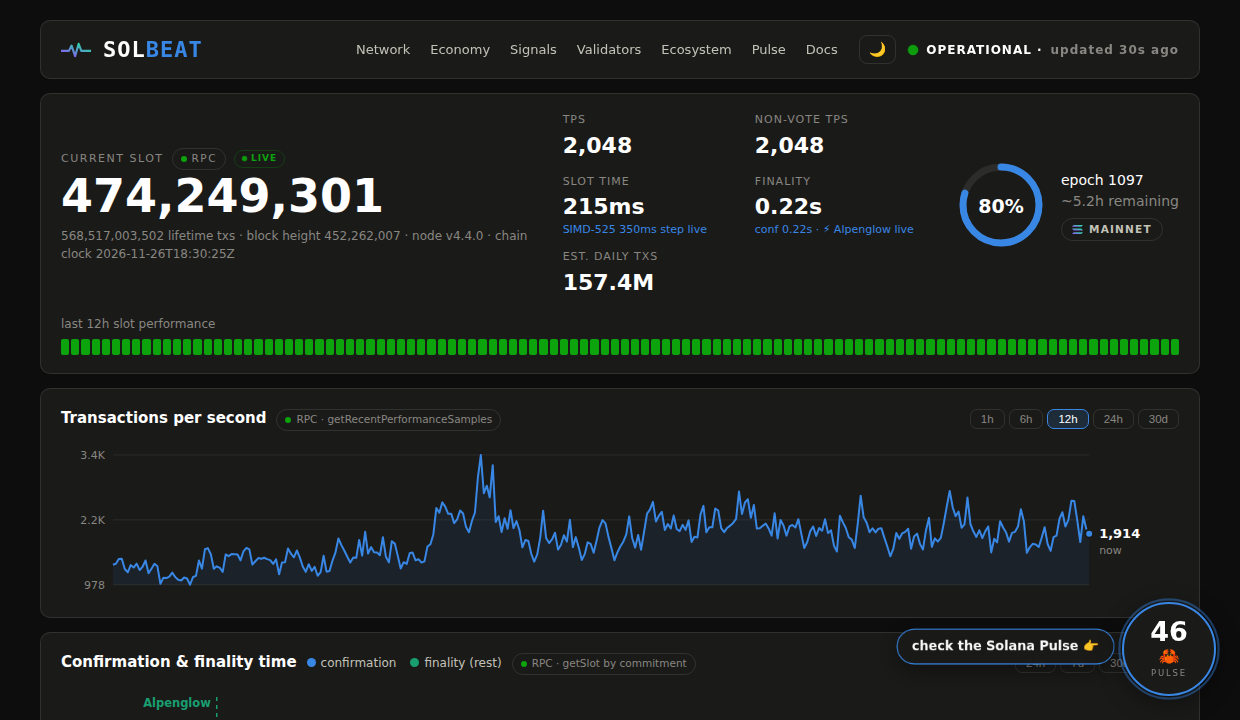 SOLBEAT
Network Economy Signals Validators Ecosystem Pulse Docs
OPERATIONAL · updated 30s ago
CURRENT SLOT RPC LIVE
474,249,301
568,517,003,502 lifetime txs · block height 452,262,007 · node v4.4.0 · chain
clock 2026-11-26T18:30:25Z
TPS
2,048
NON-VOTE TPS
2,048
SLOT TIME
215ms
SIMD-525 350ms step live
FINALITY
0.22s
conf 0.22s · ⚡ Alpenglow live
EST. DAILY TXS
157.4M
80%
epoch 1097
~5.2h remaining
MAINNET
last 12h slot performance
Transactions per second RPC · getRecentPerformanceSamples
1h 6h 12h 24h 30d
3.4K
2.2K
978
1,914
now
Confirmation & finality time confirmation finality (rest) RPC · getSlot by commitment
Alpenglow
check the Solana Pulse 👉
46
🦀
PULSE